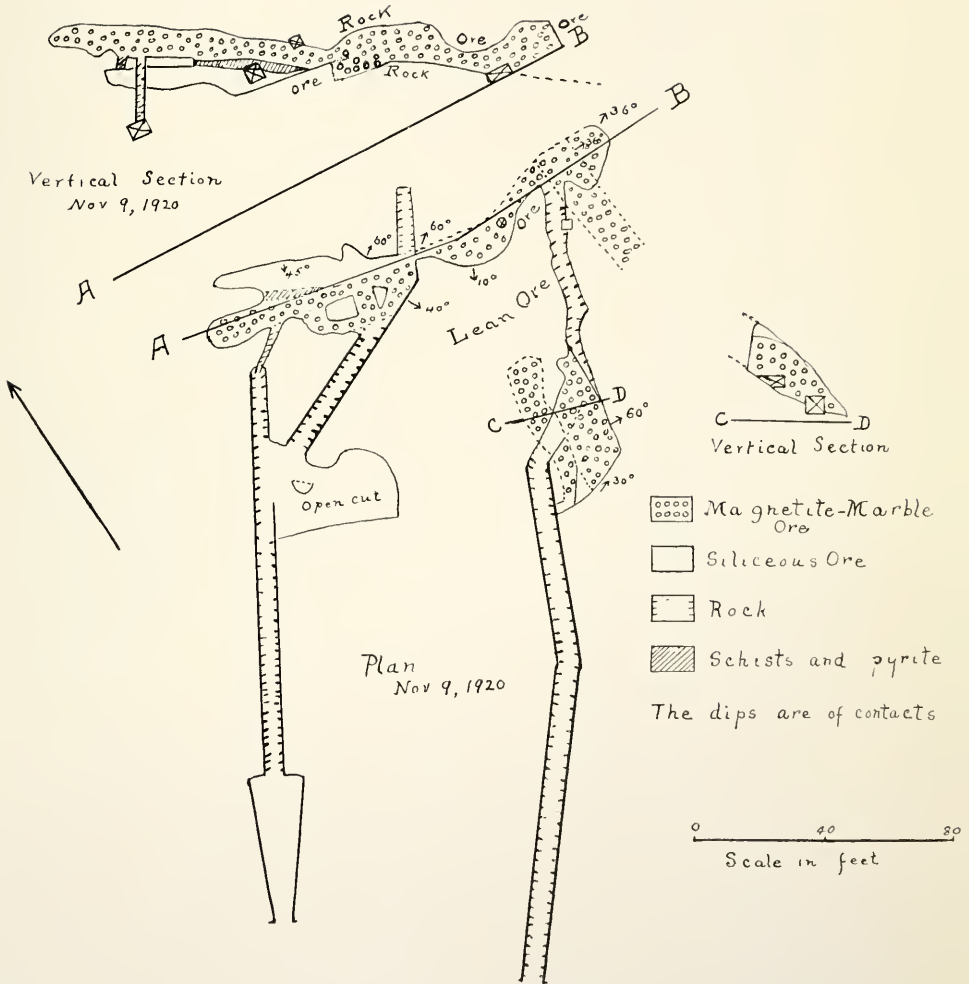 Rock
Ore
Ore
B
ore
Rock
Vertical Section
Nov 9, 1920
A
B
36°
36
60°
60°
45°
Ore
10°
40°
A
Lean Ore
C
D
60°
30°
Open cut
C
D
Vertical Section
Magnetite-Marble
Ore
Siliceous Ore
Rock
Schists and pyrite
The dips are of contacts
Plan
Nov 9, 1920
0 40 80
Scale in feet